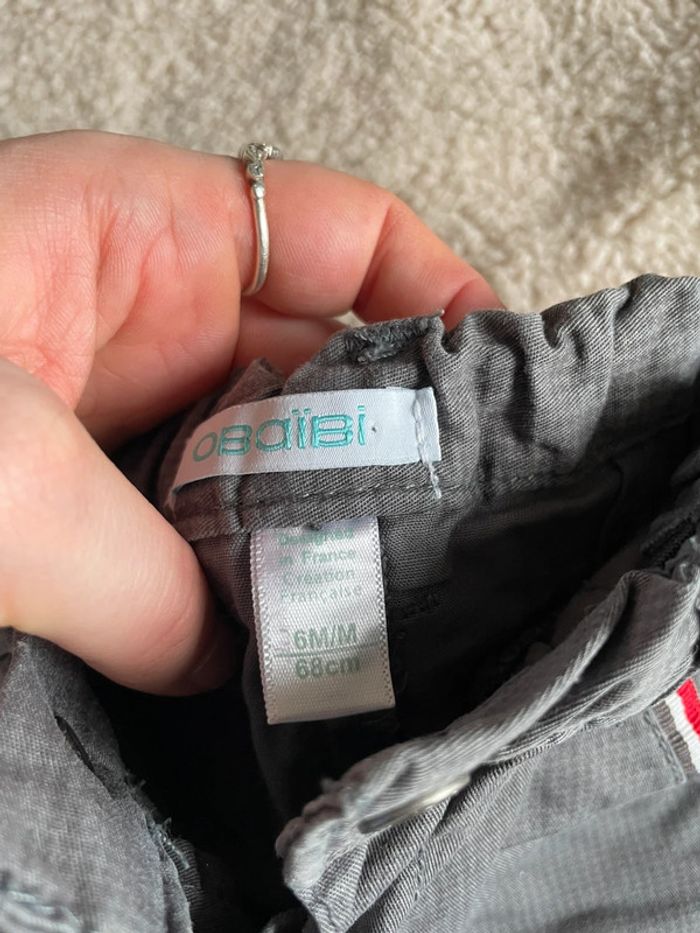 OBaïBi
Designed
in France
Création
Française
6M/M
68cm